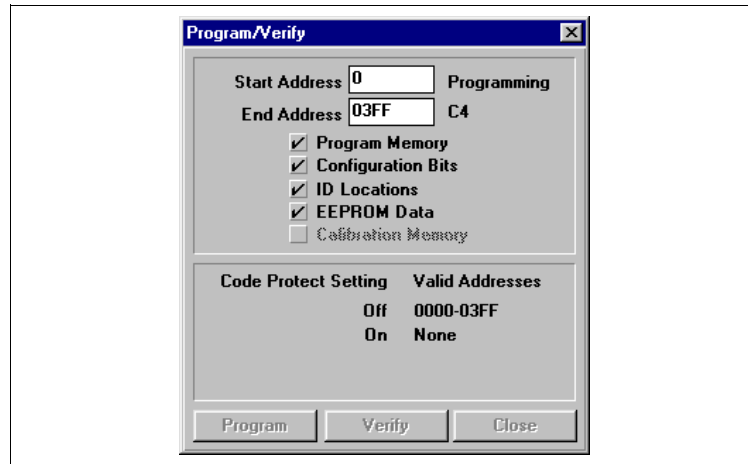 Program/Verify
Start Address 0 Programming
End Address 03FF C4
Program Memory
Configuration Bits
ID Locations
EEPROM Data
Calibration Memory
Code Protect Setting Valid Addresses
Off 0000-03FF
On None
Program Verify Close